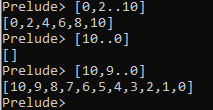 Prelude> [0,2..10]
[0,2,4,6,8,10]
Prelude> [10..0]
[]
Prelude> [10,9..0]
[10,9,8,7,6,5,4,3,2,1,0]
Prelude>